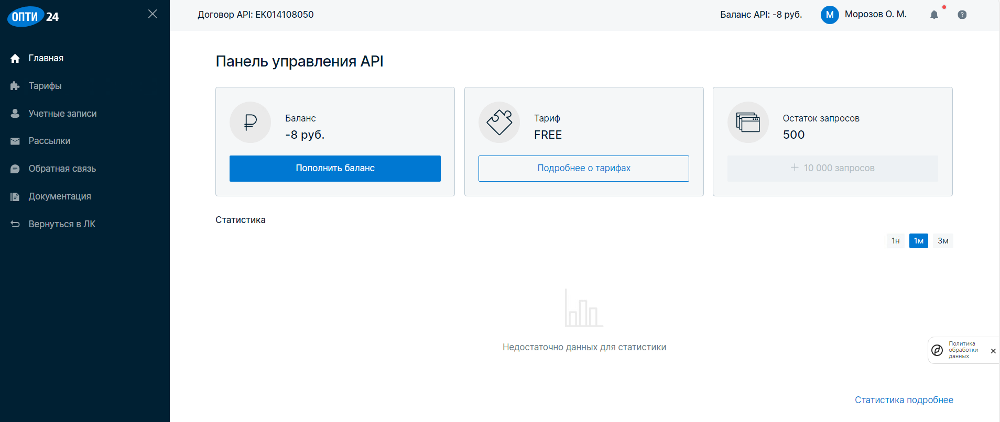 ОПТИ 24
Договор API: ЕК014108050
Баланс API: -8 руб.
М
Морозов О. М.
Главная
Тарифы
Учетные записи
Рассылки
Обратная связь
Документация
Вернуться в ЛК
Панель управления API
Баланс
-8 руб.
Пополнить баланс
Тариф
FREE
Подробнее о тарифах
Остаток запросов
500
+ 10 000 запросов
Статистика
1н 1м 3м
Недостаточно данных для статистики
Политика
обработки
данных
Статистика подробнее